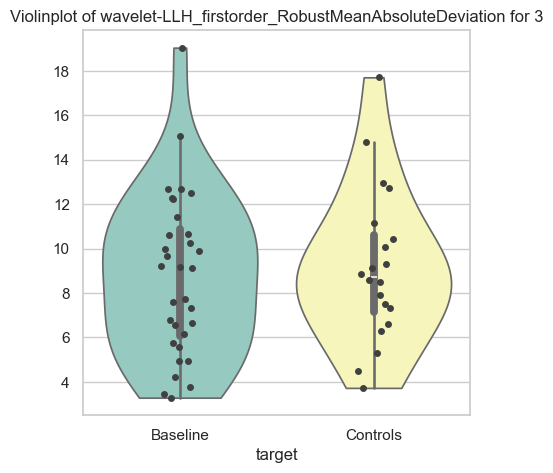 Violinplot of wavelet-LLH_firstorder_RobustMeanAbsoluteDeviation for 3
18
16
14
12
10
8
6
4
Baseline Controls
target